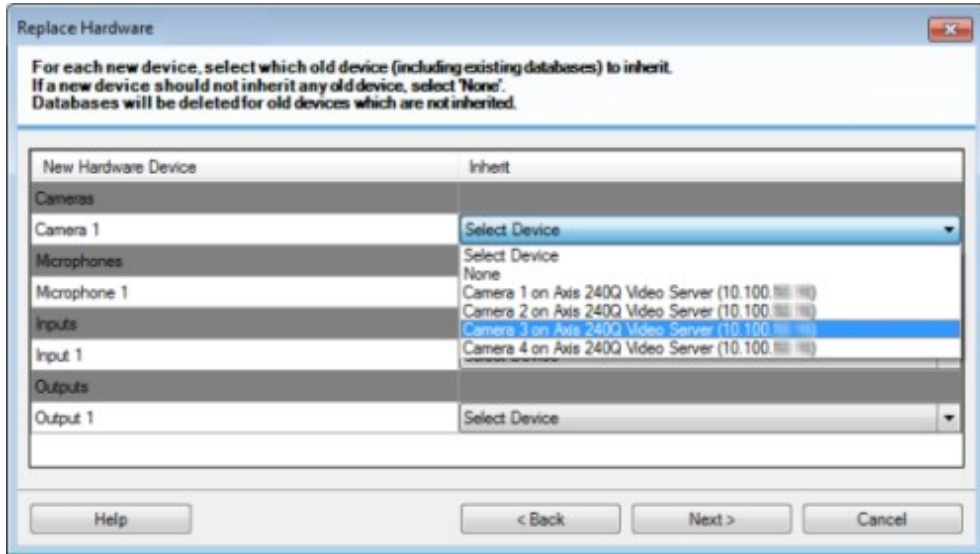 Replace Hardware
For each new device, select which old device (including existing databases) to inherit.
If a new device should not inherit any old device, select 'None'.
Databases will be deleted for old devices which are not inherited.
New Hardware Device Inherit
Cameras
Camera 1 Select Device
Microphones Select Device
None
Microphone 1 Camera 1 on Axis 240Q Video Server (10.100.
Camera 2 on Axis 240Q Video Server (10.100.
Inputs Camera 3 on Axis 240Q Video Server (10.100.
Input 1 Camera 4 on Axis 240Q Video Server (10.100.
Outputs
Output 1 Select Device
Help < Back Next > Cancel